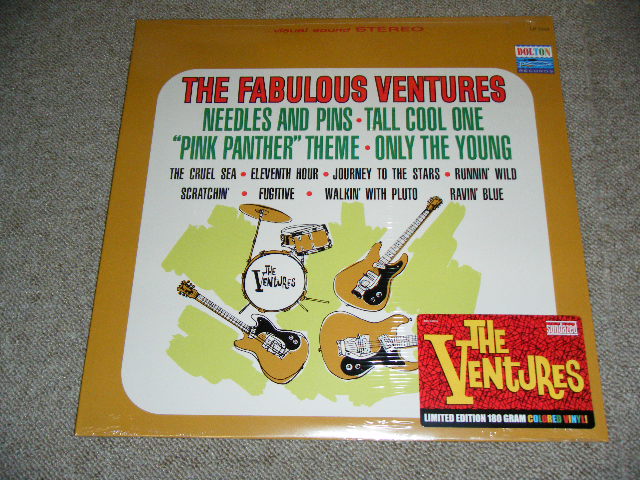 visual sound STEREO
DOLTON
RECORDS
THE FABULOUS VENTURES
NEEDLES AND PINS • TALL COOL ONE
"PINK PANTHER" THEME • ONLY THE YOUNG
THE CRUEL SEA • ELEVENTH HOUR • JOURNEY TO THE STARS • RUNNIN' WILD
SCRATCHIN' • FUGITIVE • WALKIN' WITH PLUTO • RAVIN' BLUE
THE
VENTURES
sundazed
THE
VENTURES
LIMITED EDITION 180 GRAM COLORED VINYL!